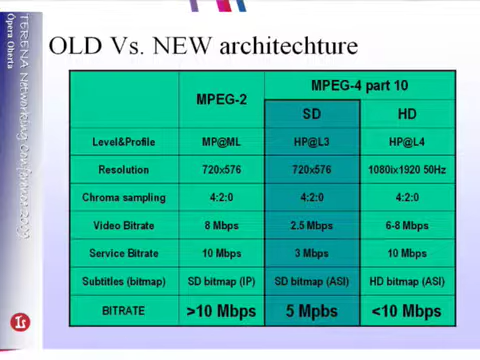 TERENA Networking Conference 2009
Òpera Oberta
OLD Vs. NEW architechture
MPEG-2
MPEG-4 part 10
SD
HD
Level&Profile MP@ML HP@L3 HP@L4
Resolution 720x576 720x576 1080ix1920 50Hz
Chroma sampling 4:2:0 4:2:0 4:2:0
Video Bitrate 8 Mbps 2.5 Mbps 6-8 Mbps
Service Bitrate 10 Mbps 3 Mbps 10 Mbps
Subtitles (bitmap) SD bitmap (IP) SD bitmap (ASI) HD bitmap (ASI)
BITRATE >10 Mbps 5 Mpbs <10 Mbps